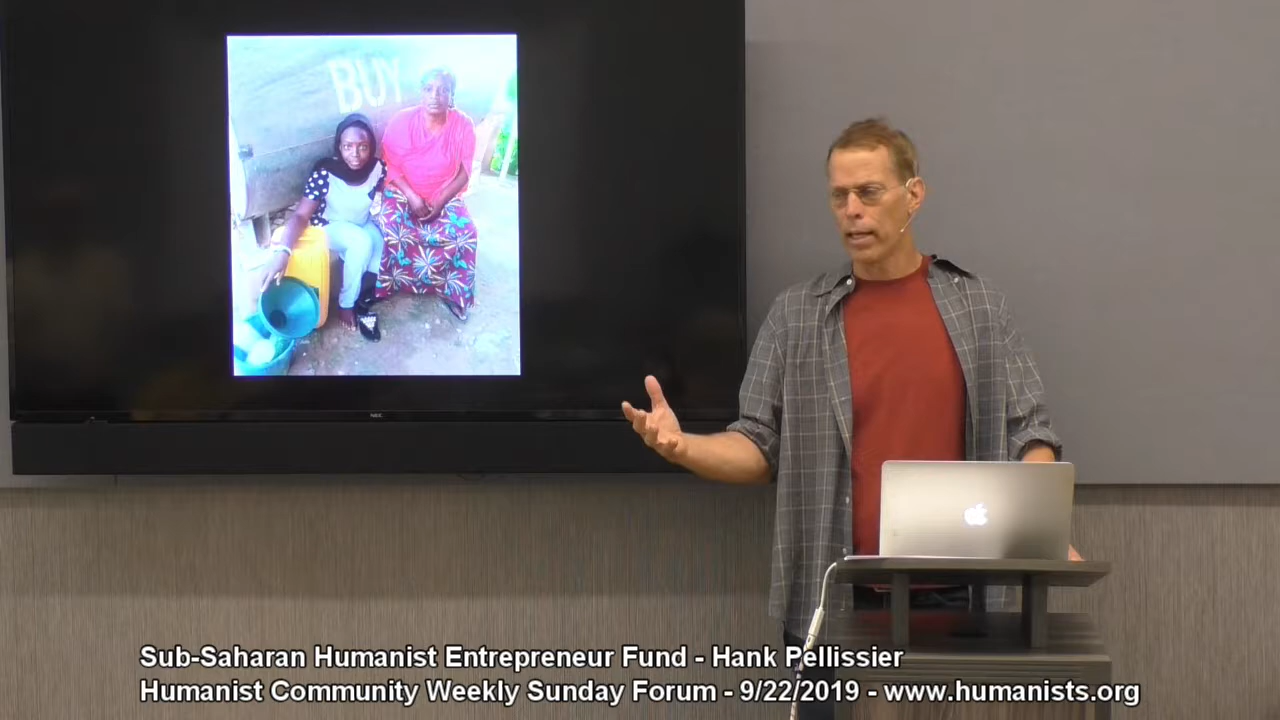 BUY
NEC
Sub-Saharan Humanist Entrepreneur Fund - Hank Pellissier
Humanist Community Weekly Sunday Forum - 9/22/2019 - www.humanists.org